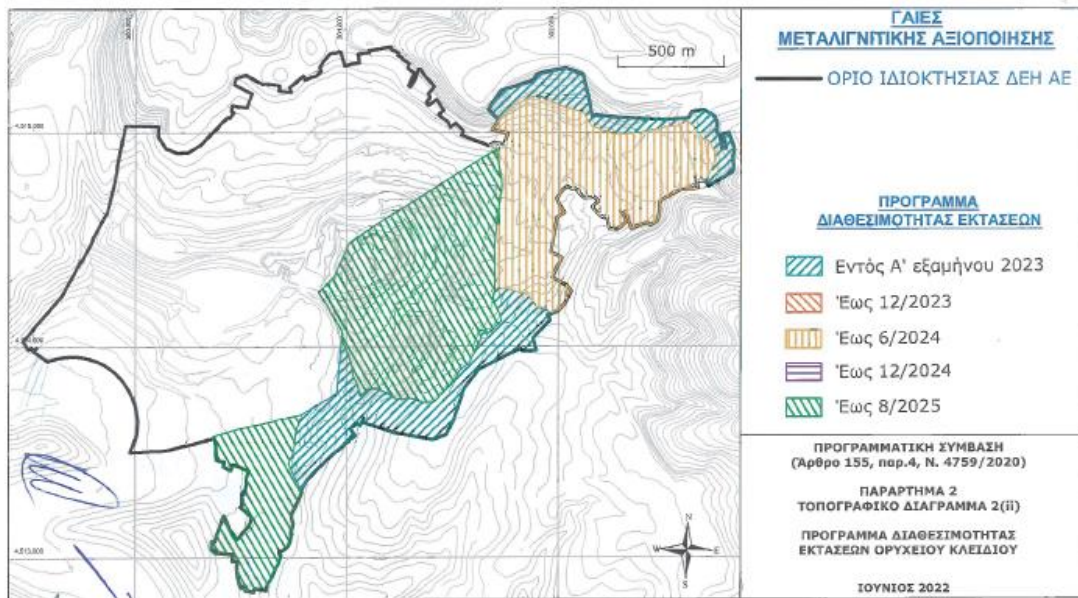 500 m
N
W
E
S
ΓΑΙΕΣ
ΜΕΤΑΛΙΓΝΙΤΙΚΗΣ ΑΞΙΟΠΟΙΗΣΗΣ
ΟΡΙΟ ΙΔΙΟΚΤΗΣΙΑΣ ΔΕΗ ΑΕ
ΠΡΟΓΡΑΜΜΑ
ΔΙΑΘΕΣΙΜΟΤΗΤΑΣ ΕΚΤΑΣΕΩΝ
Εντός Α' εξαμήνου 2023
Έως 12/2023
Έως 6/2024
Έως 12/2024
Έως 8/2025
ΠΡΟΓΡΑΜΜΑΤΙΚΗ ΣΥΜΒΑΣΗ
(Άρθρο 155, παρ.4, Ν. 4759/2020)
ΠΑΡΑΡΤΗΜΑ 2
ΤΟΠΟΓΡΑΦΙΚΟ ΔΙΑΓΡΑΜΜΑ 2(ii)
ΠΡΟΓΡΑΜΜΑ ΔΙΑΘΕΣΙΜΟΤΗΤΑΣ
ΕΚΤΑΣΕΩΝ ΟΡΥΧΕΙΟΥ ΚΛΕΙΔΙΟΥ
ΙΟΥΝΙΟΣ 2022